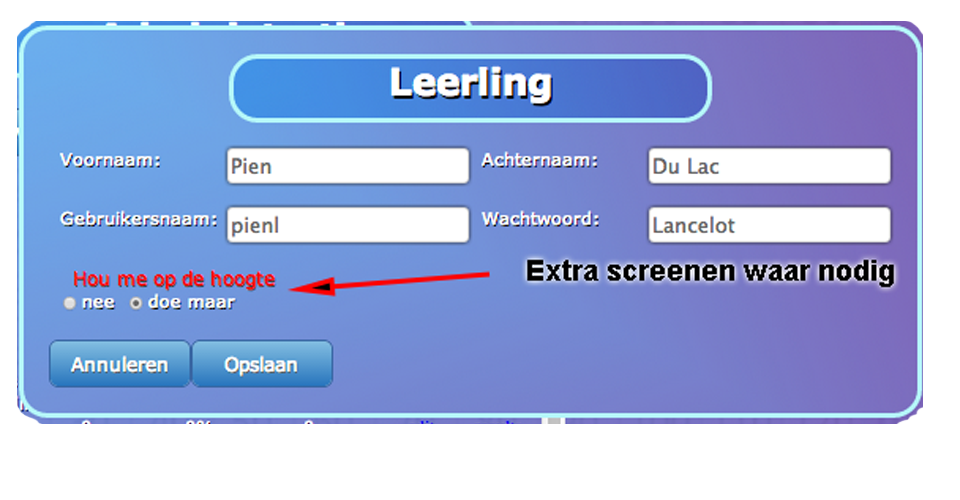 Leerling
Voornaam: Pien Achternaam: Du Lac
Gebruikersnaam: pienl Wachtwoord: Lancelot
Hou me op de hoogte
Extra screenen waar nodig
nee doe maar
Annuleren Opslaan